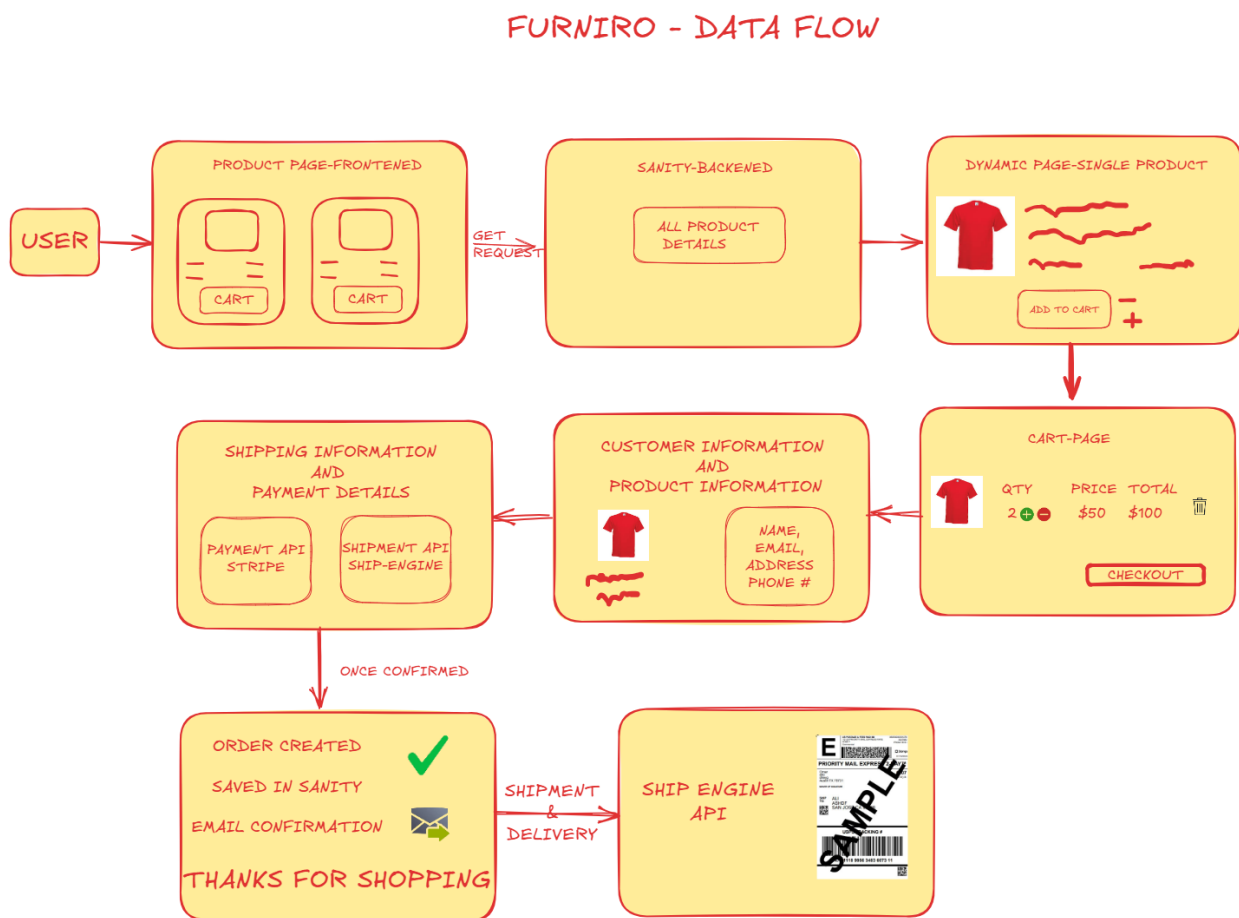 FURNIRO - DATA FLOW
USER
PRODUCT PAGE-FRONTENED
CART
CART
GET
REQUEST
SANITY-BACKENED
ALL PRODUCT
DETAILS
DYNAMIC PAGE-SINGLE PRODUCT
ADD TO CART
CART-PAGE
QTY PRICE TOTAL
2 $50 $100
CHECKOUT
CUSTOMER INFORMATION
AND
PRODUCT INFORMATION
NAME,
EMAIL,
ADDRESS
PHONE #
SHIPPING INFORMATION
AND
PAYMENT DETAILS
PAYMENT API
STRIPE
SHIPMENT API
SHIP-ENGINE
ONCE CONFIRMED
ORDER CREATED
SAVED IN SANITY
EMAIL CONFIRMATION
THANKS FOR SHOPPING
SHIPMENT
&
DELIVERY
SHIP ENGINE
API
E
PRIORITY MAIL EXPRESS
ALI
SAN
SAMPLE